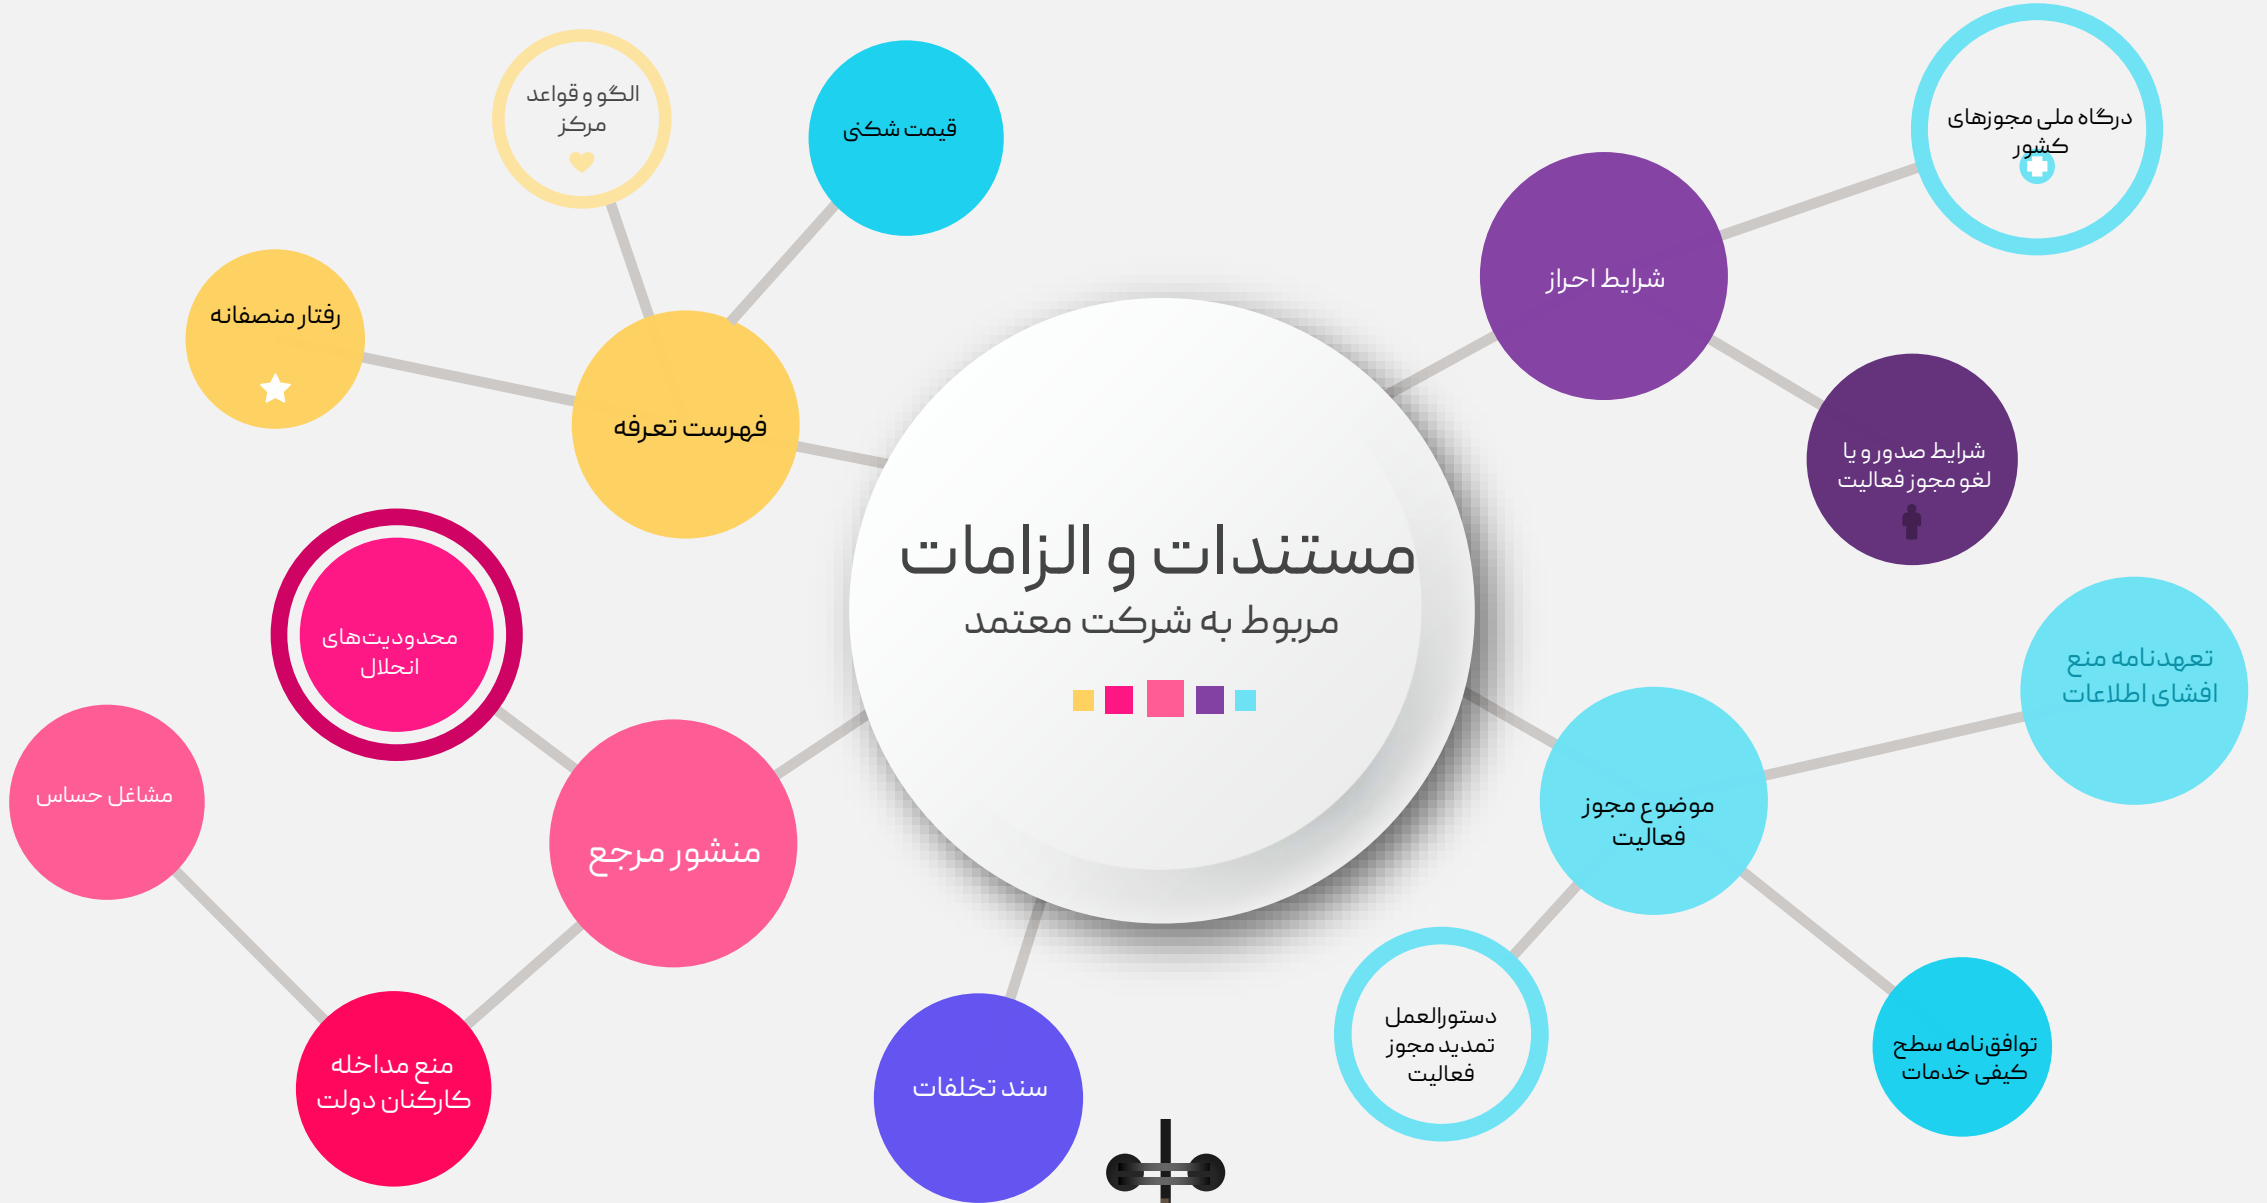 مستندات و الزامات
مربوط به شرکت معتمد
درگاه ملی مجوزهای
کشور
شرایط احراز
شرایط صدور و یا
لغو مجوز فعالیت
تعهدنامه منع
افشای اطلاعات
موضوع مجوز
فعالیت
توافق‌نامه سطح
کیفی خدمات
دستورالعمل
تمدید مجوز
فعالیت
سند تخلفات
قیمت شکنی
الگو و قواعد
مرکز
رفتار منصفانه
فهرست تعرفه
محدودیت‌های
انحلال
منشور مرجع
مشاغل حساس
منع مداخله
کارکنان دولت